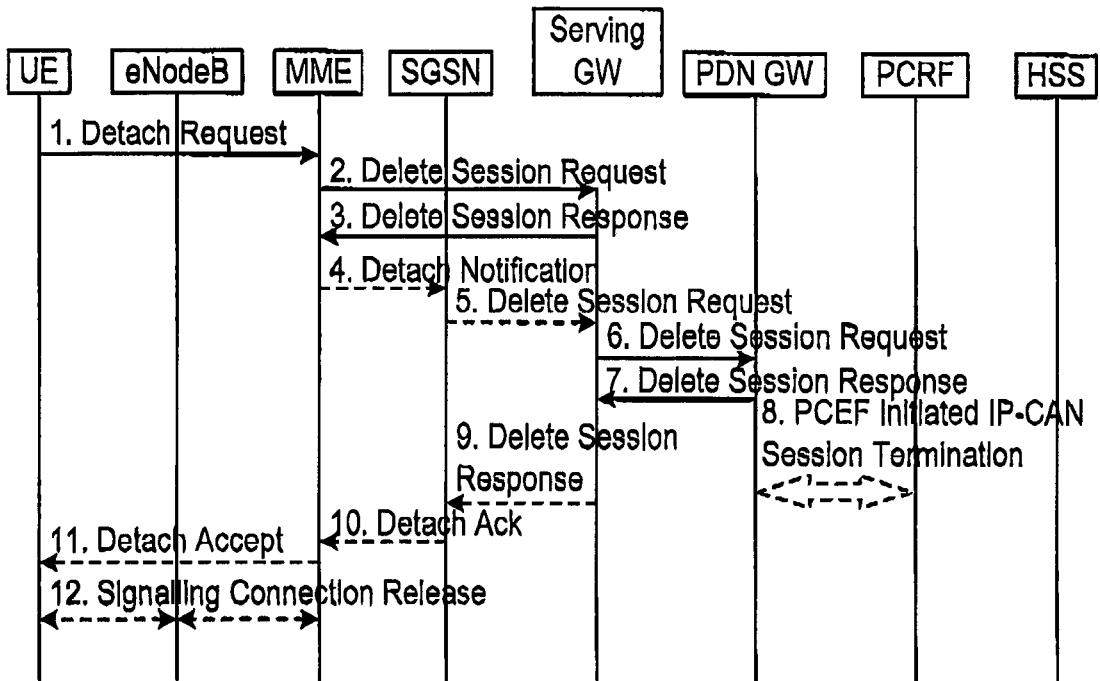 Serving
GW
UE
eNodeB
MME
SGSN
PDN GW
PCRF
HSS
1. Detach Request
2. Delete Session Request
3. Delete Session Response
4. Detach Notification
5. Delete Session Request
6. Delete Session Request
7. Delete Session Response
8. PCEF Initiated IP-CAN
Session Termination
9. Delete Session
Response
10. Detach Ack
11. Detach Accept
12. Signalling Connection Release